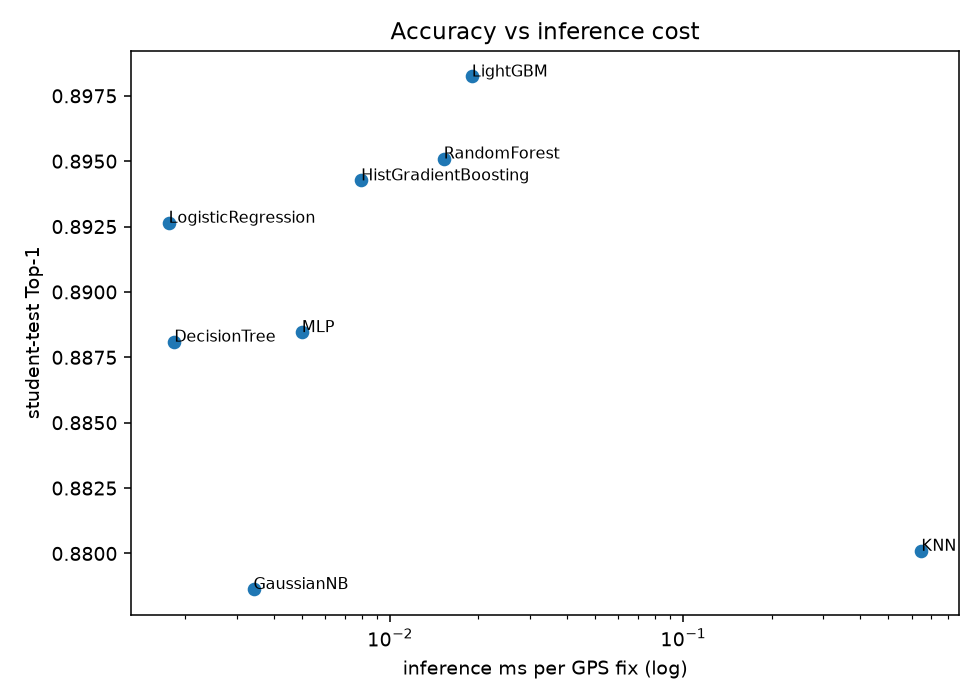 Accuracy vs inference cost
student-test Top-1
0.8975
0.8950
0.8925
0.8900
0.8875
0.8850
0.8825
0.8800
LightGBM
RandomForest
HistGradientBoosting
LogisticRegression
MLP
DecisionTree
KNN
GaussianNB
10⁻²
10⁻¹
inference ms per GPS fix (log)